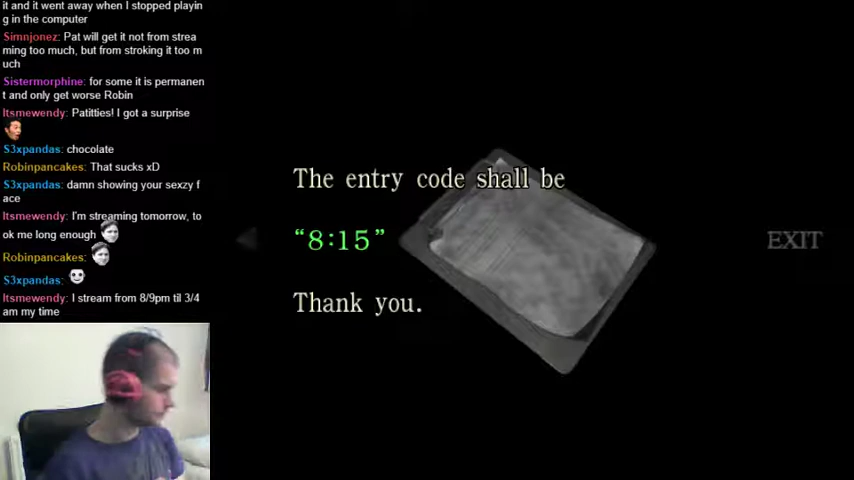 it and it went away when I stopped playin
g in the computer
Simnjonez: Pat will get it not from strea
ming too much, but from stroking it too m
uch
Sistermorphine: for some it is permanen
t and only get worse Robin
Itsmewendy: Patitties! I got a surprise
S3xpandas: chocolate
Robinpancakes: That sucks xD
S3xpandas: damn showing your sexzy f
ace
Itsmewendy: I'm streaming tomorrow, to
ok me long enough
Robinpancakes:
S3xpandas:
Itsmewendy: I stream from 8/9pm til 3/4
am my time
The entry code shall be
“8:15”
Thank you.
EXIT